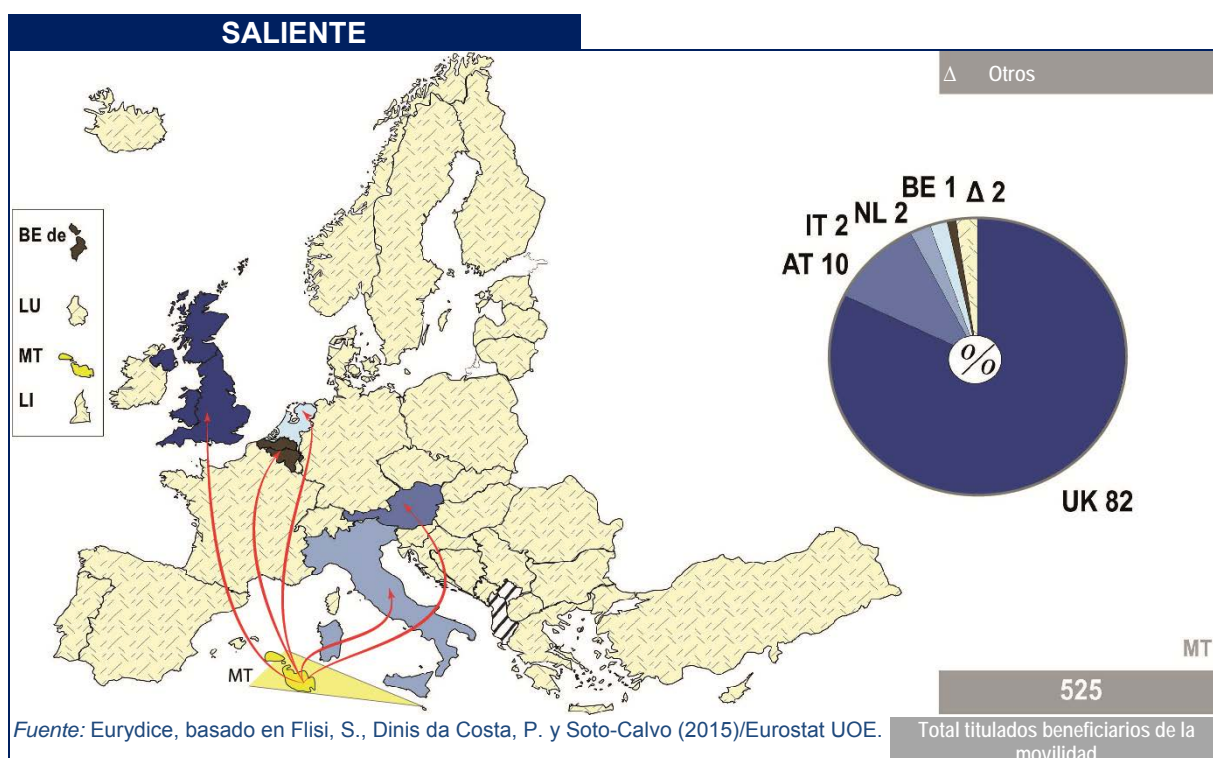 SALIENTE
Δ Otros
BE de
LU
MT
LI
BE 1
Δ 2
NL 2
IT 2
AT 10
%
UK 82
MT
MT
525
Total titulados beneficiarios de la
movilidad
Fuente: Eurydice, basado en Flisi, S., Dinis da Costa, P. y Soto-Calvo (2015)/Eurostat UOE.